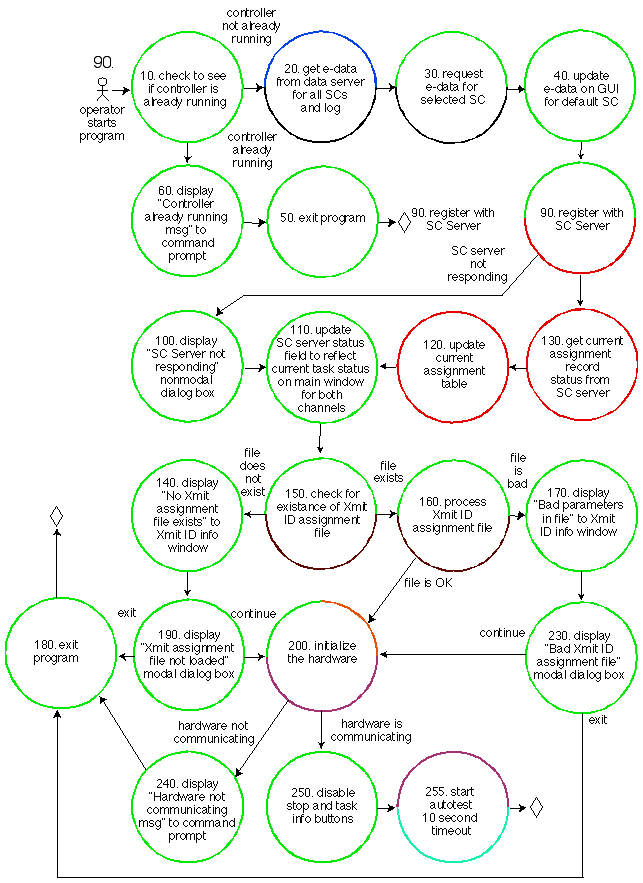 controller
not already
running
90.
operator
starts
program
10. check to see
if controller is
already running
20. get e-data
from data server
for all SCs
and log
30. request
e-data for
selected SC
40. update
e-data on GUI
for default SC
controller
already
running
60. display
"Controller
already running
msg" to
command
prompt
50. exit program
90. register with
SC Server
90. register with
SC Server
SC server
not
responding
100. display
"SC Server not
responding"
nonmodal
dialog box
110. update
SC server status
field to reflect
current task status
on main window
for both
channels
120. update
current
assignment
table
130. get current
assignment
record
status from
SC server
file
does
not
exist
file
exists
file
is
bad
140. display
"No Xmit
assignment
file exists" to
Xmit ID info
window
150. check for
existance of Xmit
ID assignment
file
160. process
Xmit ID
assignment file
170. display
"Bad parameters
in file" to Xmit
ID info window
file is OK
exit
continue
continue
180. exit
program
190. display
"Xmit assignment
file not loaded"
modal dialog box
200. initialize
the hardware
230. display
"Bad Xmit ID
assignment file"
modal dialog box
exit
hardware not
communicating
hardware is
communicating
240. display
"Hardware not
communicating
msg" to command
prompt
250. disable
stop and task
info buttons
255. start
autotest
10 second
timeout